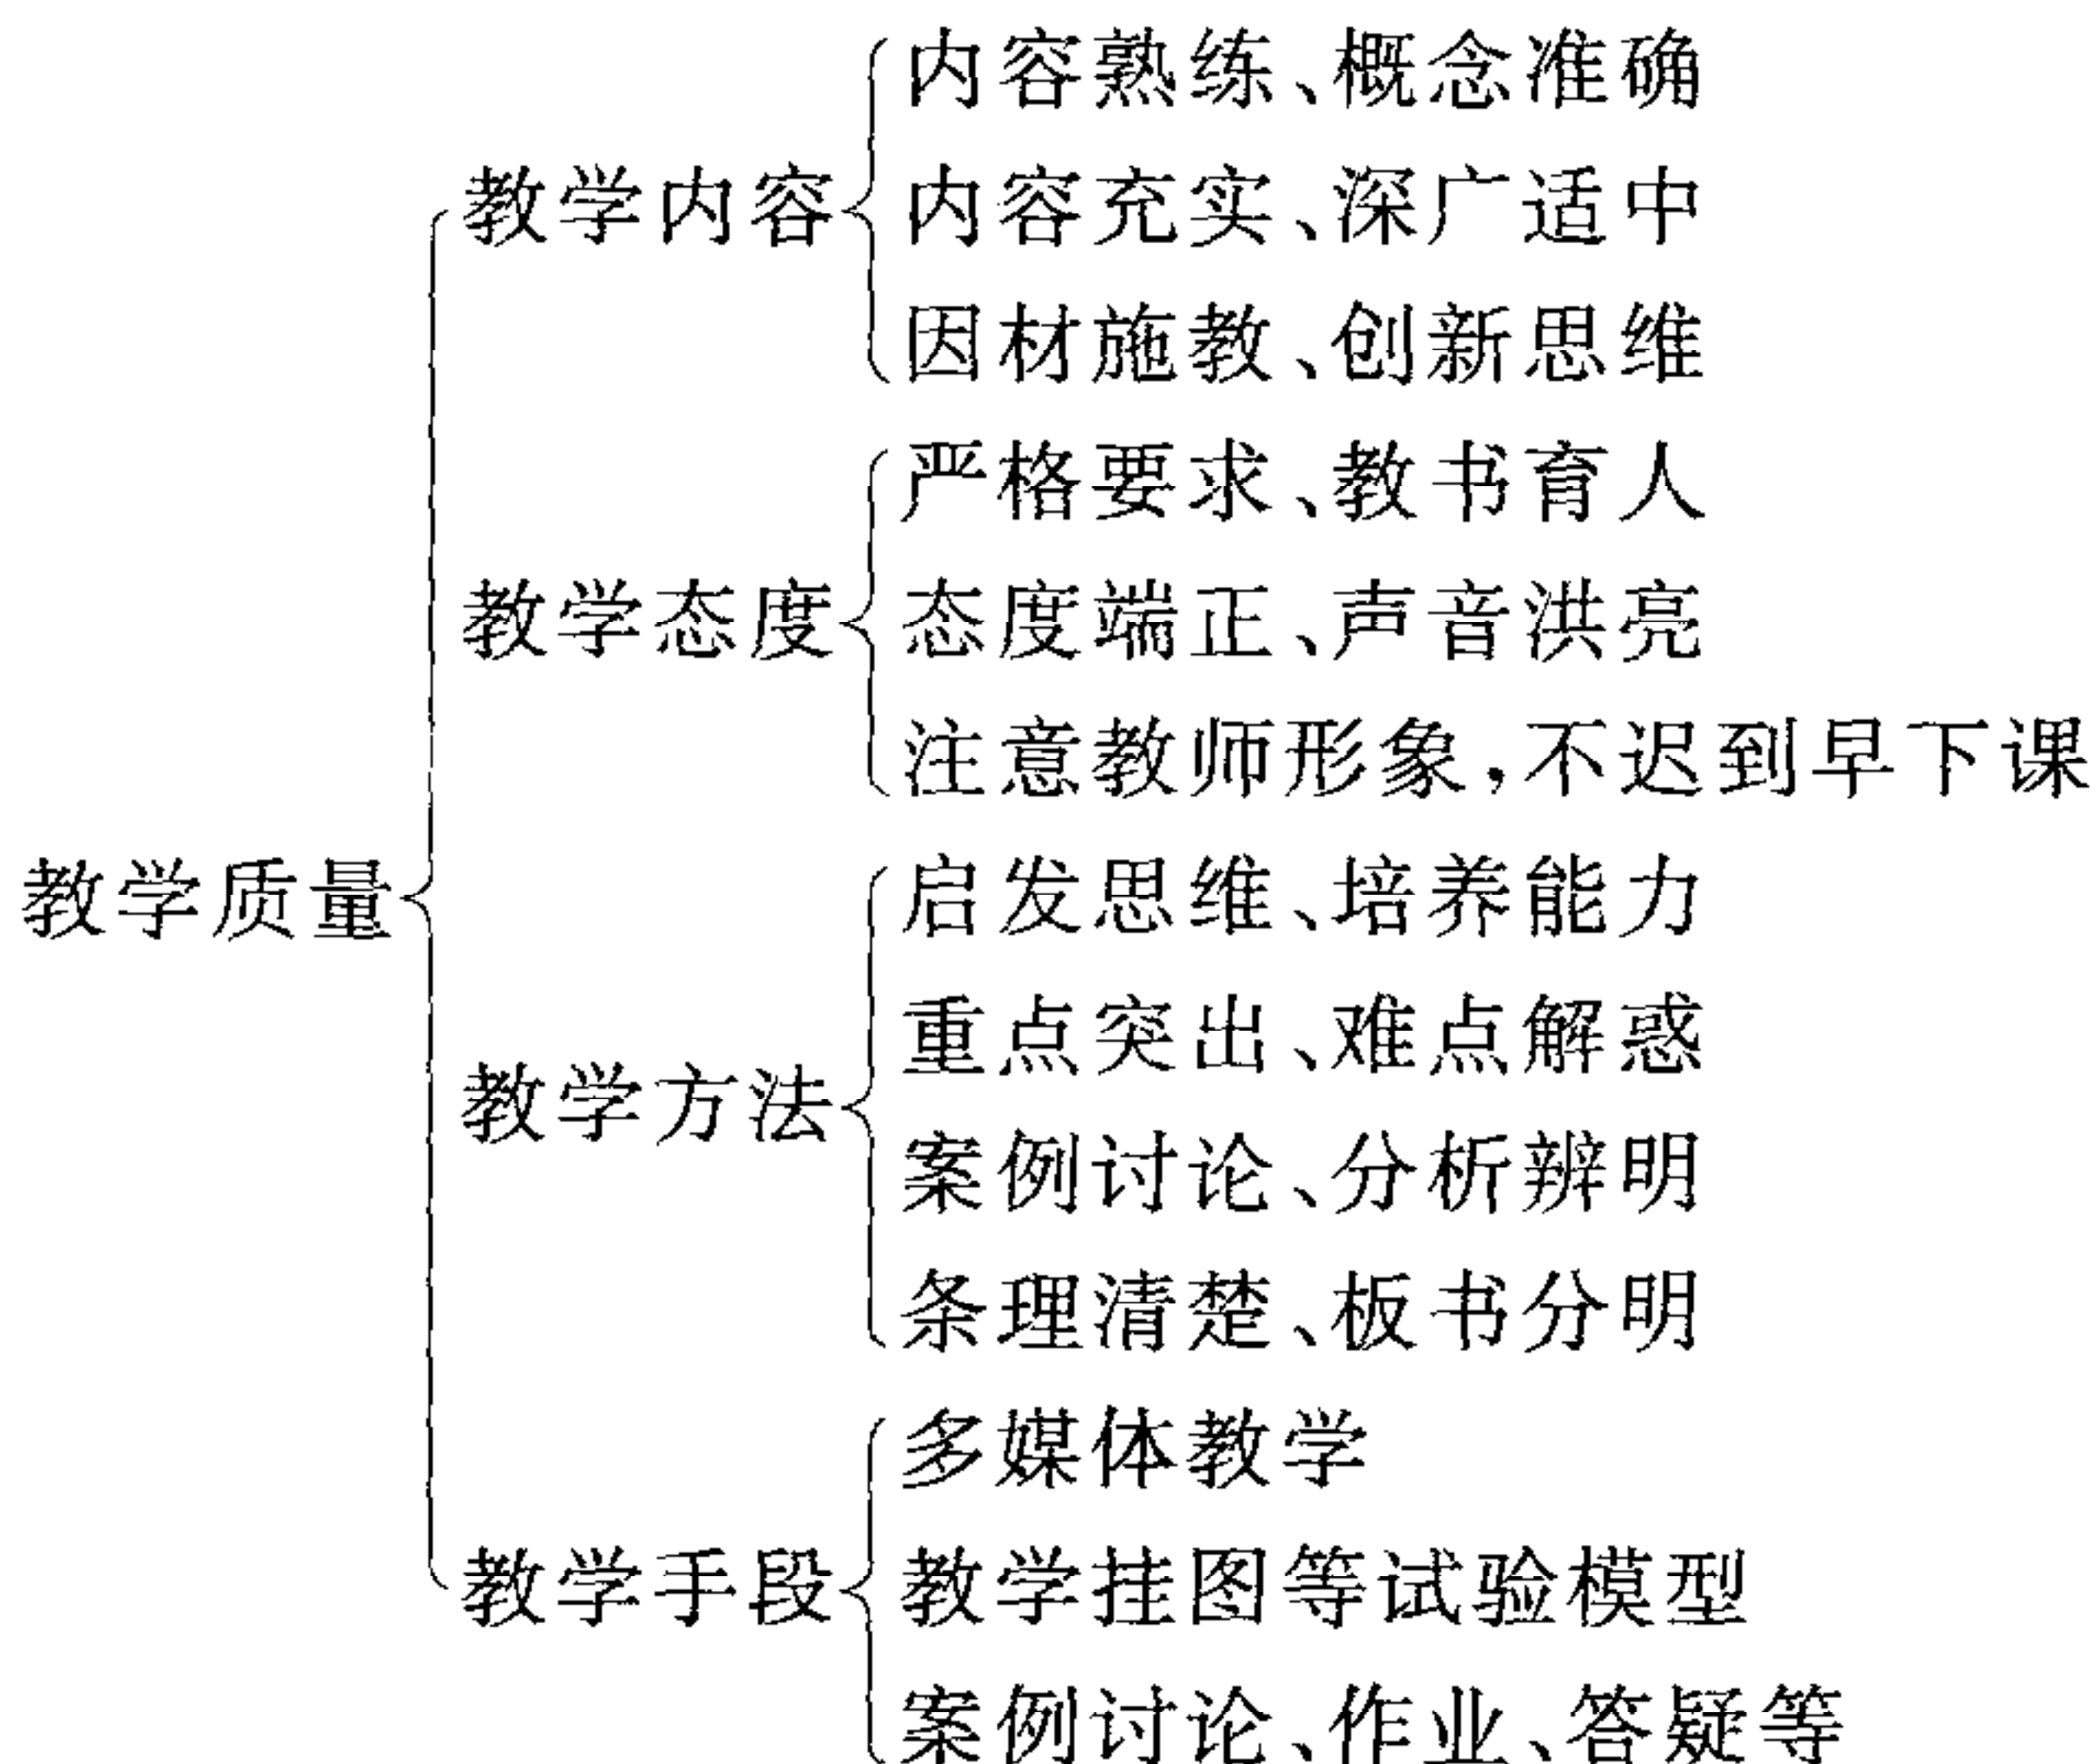 教学质量
教学内容
内容熟练、概念准确
内容充实、深广适中
因材施教、创新思维
教学态度
严格要求、教书育人
态度端正、声音洪亮
注意教师形象,不迟到早下课
教学方法
启发思维、培养能力
重点突出、难点解惑
案例讨论、分析辨明
条理清楚、板书分明
教学手段
多媒体教学
教学挂图等试验模型
案例讨论、作业、答疑等